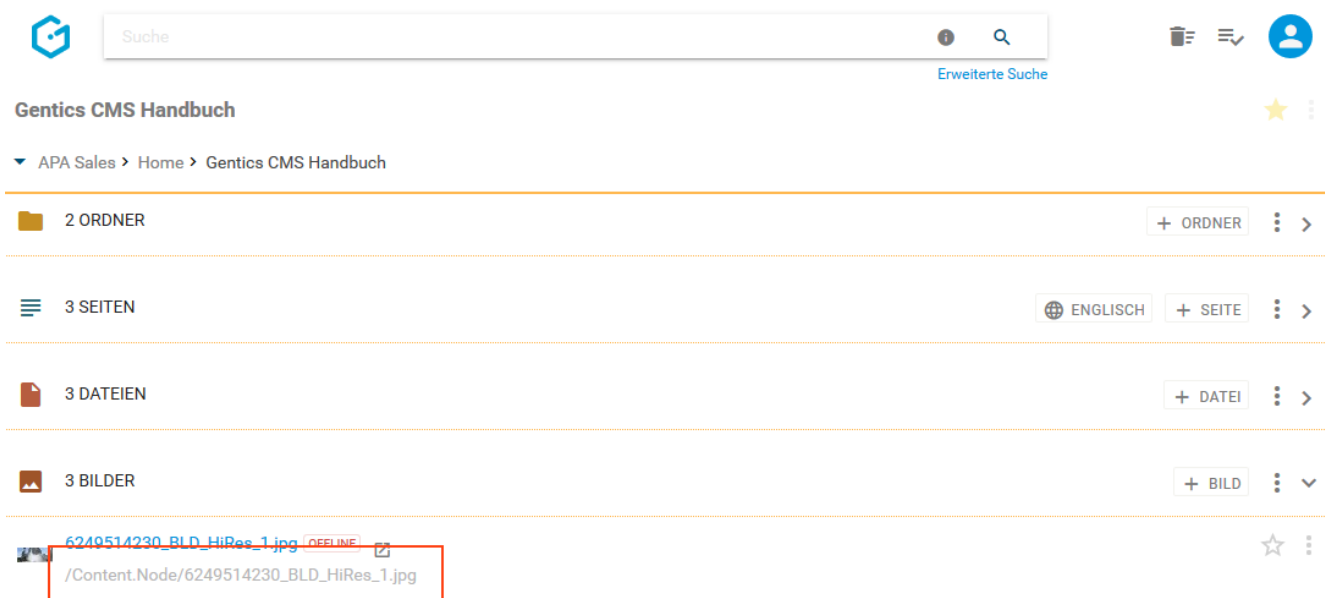 Suche
Erweiterte Suche
Gentics CMS Handbuch
APA Sales > Home > Gentics CMS Handbuch
2 ORDNER + ORDNER
3 SEITEN ENGLISCH + SEITE
3 DATEIEN + DATEI
3 BILDER + BILD
6249514230_BLD_HiRes_1.jpg OFFLINE
/Content.Node/6249514230_BLD_HiRes_1.jpg